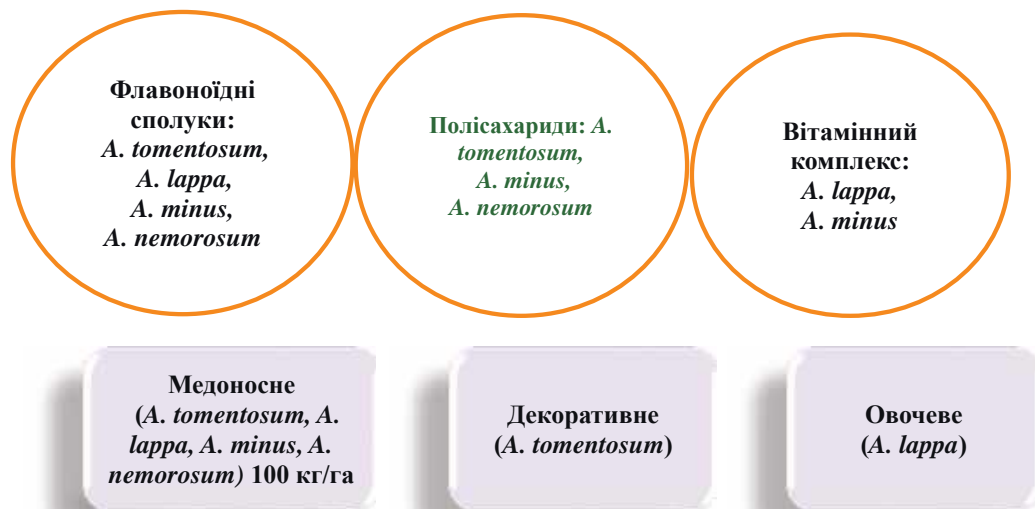 Флавоноїдні
сполуки:
A. tomentosum,
A. lappa,
A. minus,
A. nemorosum
Полісахариди: A.
tomentosum,
A. minus,
A. nemorosum
Вітамінний
комплекс:
A. lappa,
A. minus
Медоносне
(A. tomentosum, A.
lappa, A. minus, A.
nemorosum) 100 кг/га
Декоративне
(A. tomentosum)
Овочеве
(A. lappa)